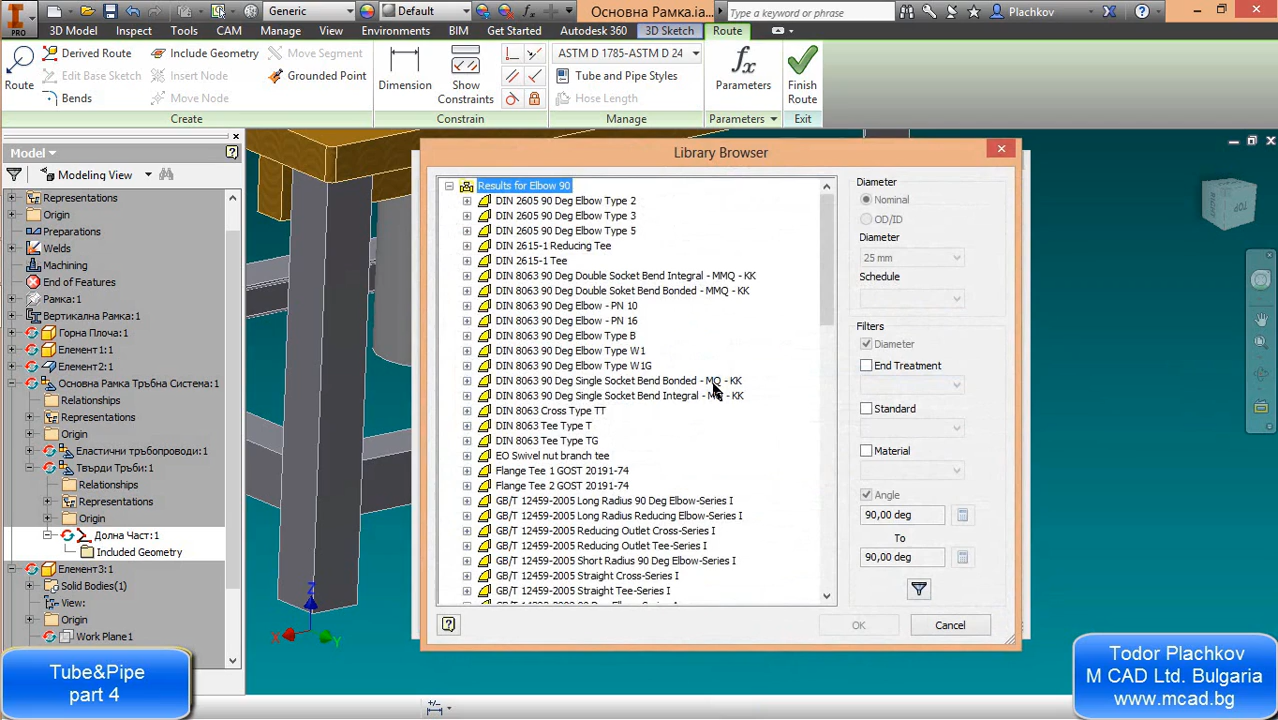 Generic
Default
Основна Рамка.ia...
Type a keyword or phrase
Plachkov
PRO
3D Model
Inspect
Tools
CAM
Manage
View
Environments
BIM
Get Started
Autodesk 360
3D Sketch
Route
Route
Derived Route
Edit Base Sketch
Bends
Include Geometry
Insert Node
Move Node
Move Segment
Grounded Point
Create
Dimension
Show
Constraints
Constrain
ASTM D 1785-ASTM D 24
Tube and Pipe Styles
Hose Length
Manage
Parameters
Parameters
Finish
Route
Exit
Model
Modeling View
Representations
Origin
Preparations
Welds
Machining
End of Features
Рамка:1
Вертикална Рамка:1
Горна Плоча:1
Елемент1:1
Елемент2:1
Основна Рамка Тръбна Система:1
Relationships
Representations
Origin
Еластични тръбопроводи:1
Твърди Тръби:1
Relationships
Representations
Origin
Долна Част:1
Included Geometry
Елемент3:1
Solid Bodies(1)
View:
Origin
Work Plane1
Z
X
Y
Library Browser
Results for Elbow 90
DIN 2605 90 Deg Elbow Type 2
DIN 2605 90 Deg Elbow Type 3
DIN 2605 90 Deg Elbow Type 5
DIN 2615-1 Reducing Tee
DIN 2615-1 Tee
DIN 8063 90 Deg Double Socket Bend Integral - MMQ - KK
DIN 8063 90 Deg Double Soket Bend Bonded - MMQ - KK
DIN 8063 90 Deg Elbow - PN 10
DIN 8063 90 Deg Elbow - PN 16
DIN 8063 90 Deg Elbow Type B
DIN 8063 90 Deg Elbow Type W1
DIN 8063 90 Deg Elbow Type W1G
DIN 8063 90 Deg Single Socket Bend Bonded - MQ - KK
DIN 8063 90 Deg Single Socket Bend Integral - MQ - KK
DIN 8063 Cross Type TT
DIN 8063 Tee Type T
DIN 8063 Tee Type TG
EO Swivel nut branch tee
Flange Tee 1 GOST 20191-74
Flange Tee 2 GOST 20191-74
GB/T 12459-2005 Long Radius 90 Deg Elbow-Series I
GB/T 12459-2005 Long Radius Reducing Elbow-Series I
GB/T 12459-2005 Reducing Outlet Cross-Series I
GB/T 12459-2005 Reducing Outlet Tee-Series I
GB/T 12459-2005 Short Radius 90 Deg Elbow-Series I
GB/T 12459-2005 Straight Cross-Series I
GB/T 12459-2005 Straight Tee-Series I
Diameter
Nominal
OD/ID
Diameter
25 mm
Schedule
Filters
Diameter
End Treatment
Standard
Material
Angle
90,00 deg
To
90,00 deg
OK
Cancel
Tube&Pipe
part 4
Todor Plachkov
M CAD Ltd. Bulgaria
www.mcad.bg